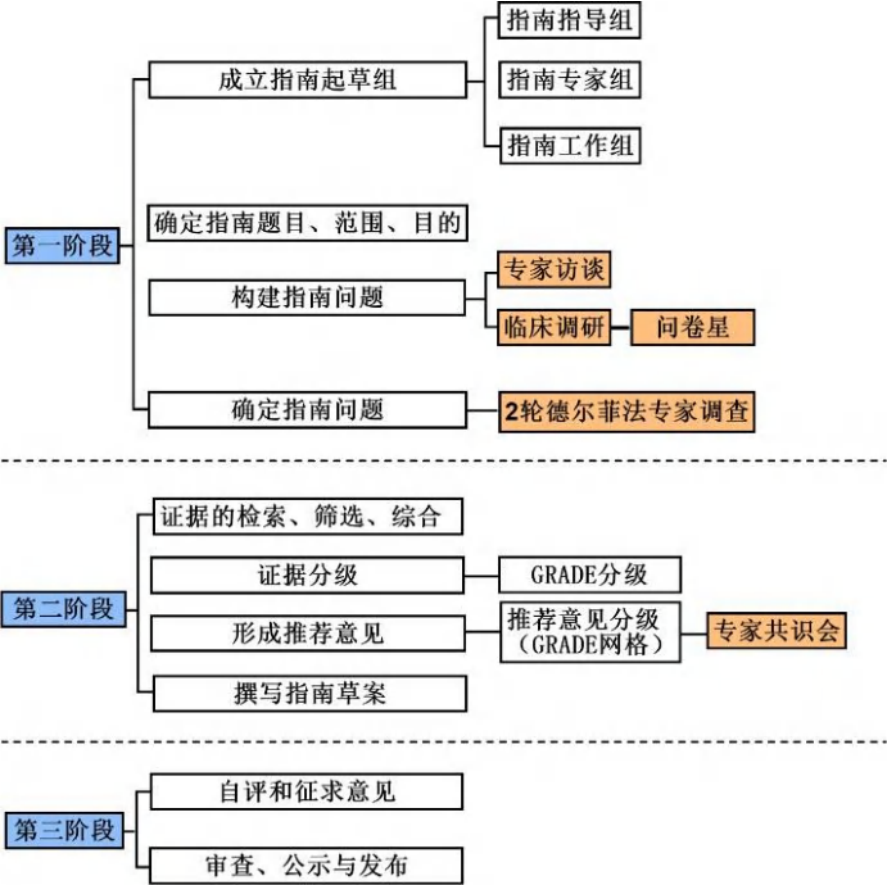 指南指导组
成立指南起草组
指南专家组
指南工作组
确定指南题目、范围、目的
第一阶段
专家访谈
构建指南问题
临床调研
问卷星
确定指南问题
2轮德尔菲法专家调查
证据的检索、筛选、综合
证据分级
GRADE分级
第二阶段
形成推荐意见
推荐意见分级
（GRADE网格）
专家共识会
撰写指南草案
自评和征求意见
第三阶段
审查、公示与发布